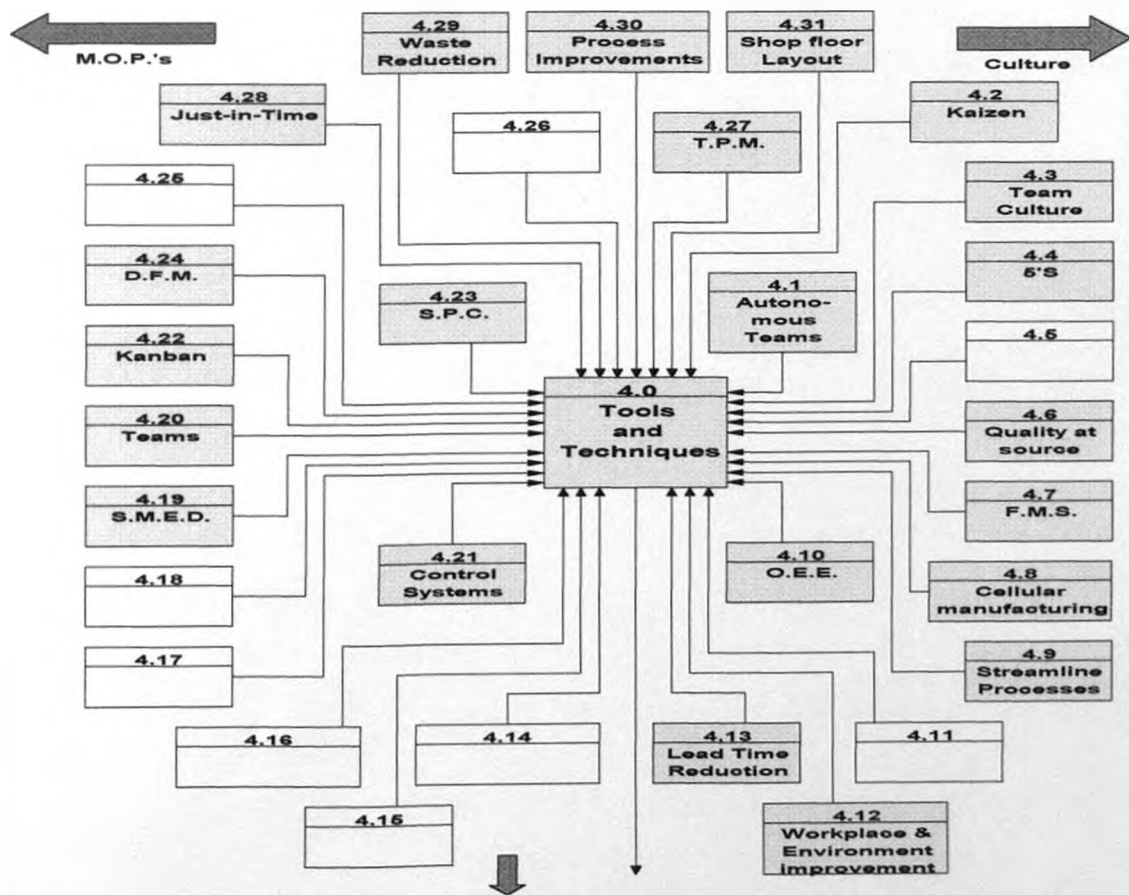 4.29
Waste
Reduction
4.30
Process
Improvements
4.31
Shop floor
Layout
M.O.P.'s
Culture
4.28
Just-in-Time
4.26
4.27
T.P.M.
4.2
Kaizen
4.25
4.3
Team
Culture
4.24
D.F.M.
4.23
S.P.C.
4.1
Autono-
mous
Teams
4.4
5'S
4.22
Kanban
4.5
4.0
Tools
and
Techniques
4.20
Teams
4.6
Quality at
source
4.19
S.M.E.D.
4.7
F.M.S.
4.21
Control
Systems
4.10
O.E.E.
4.18
4.8
Cellular
manufacturing
4.17
4.9
Streamline
Processes
4.16
4.14
4.13
Lead Time
Reduction
4.11
4.15
4.12
Workplace &
Environment
improvement